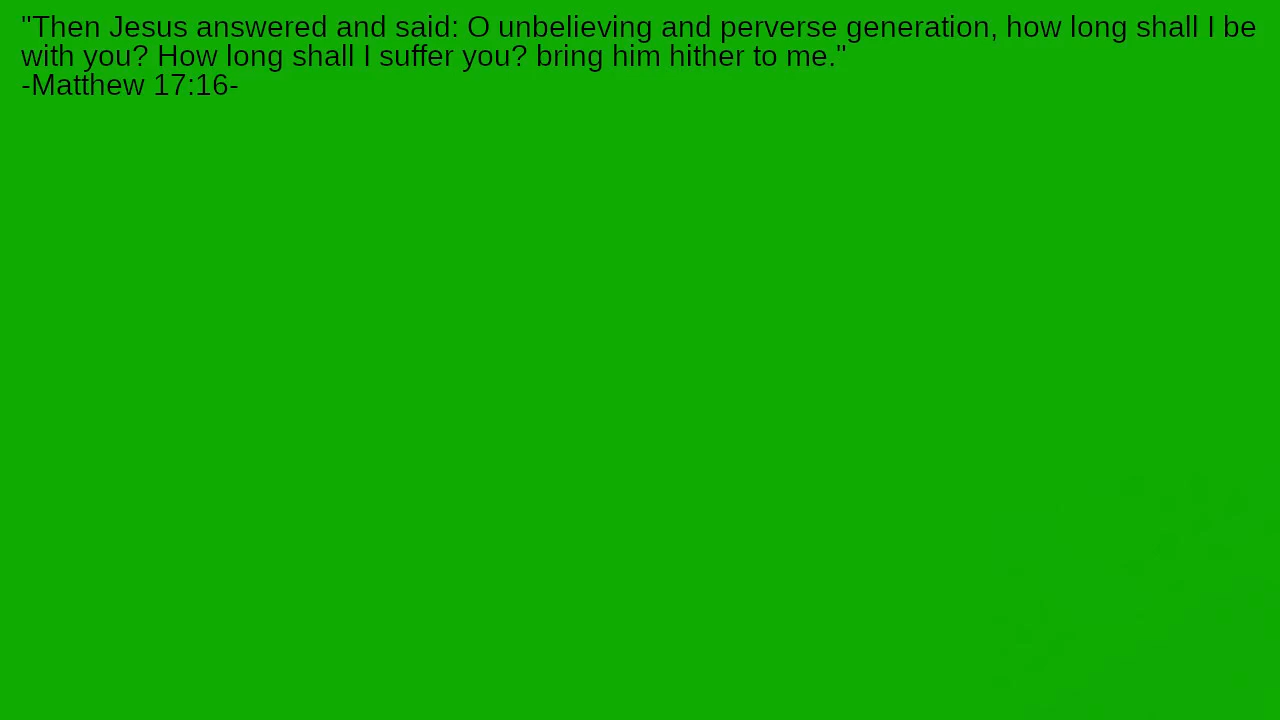 "Then Jesus answered and said: O unbelieving and perverse generation, how long shall I be
with you? How long shall I suffer you? bring him hither to me."
-Matthew 17:16-